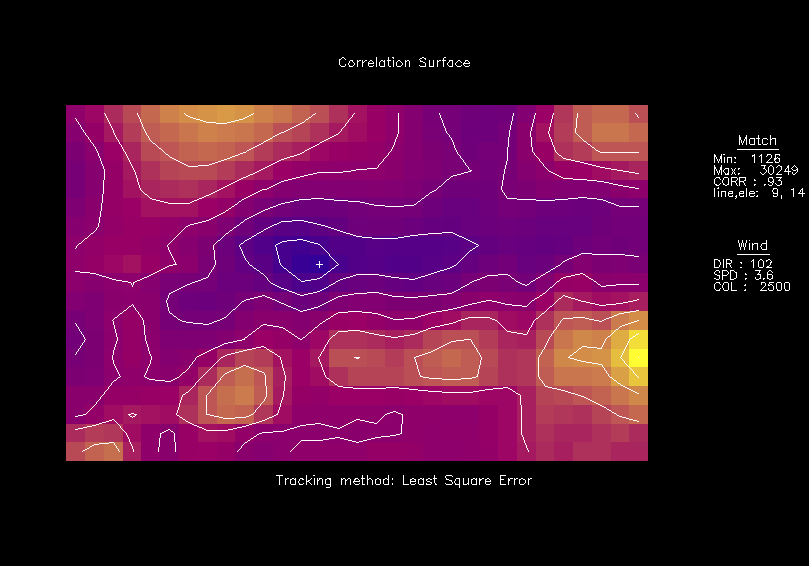 Correlation Surface
Match
Min: 1126
Max: 30249
CORR : .93
line,ele: 9, 14
Wind
DIR : 102
SPD : 3.6
COL : 2500
Tracking method: Least Square Error